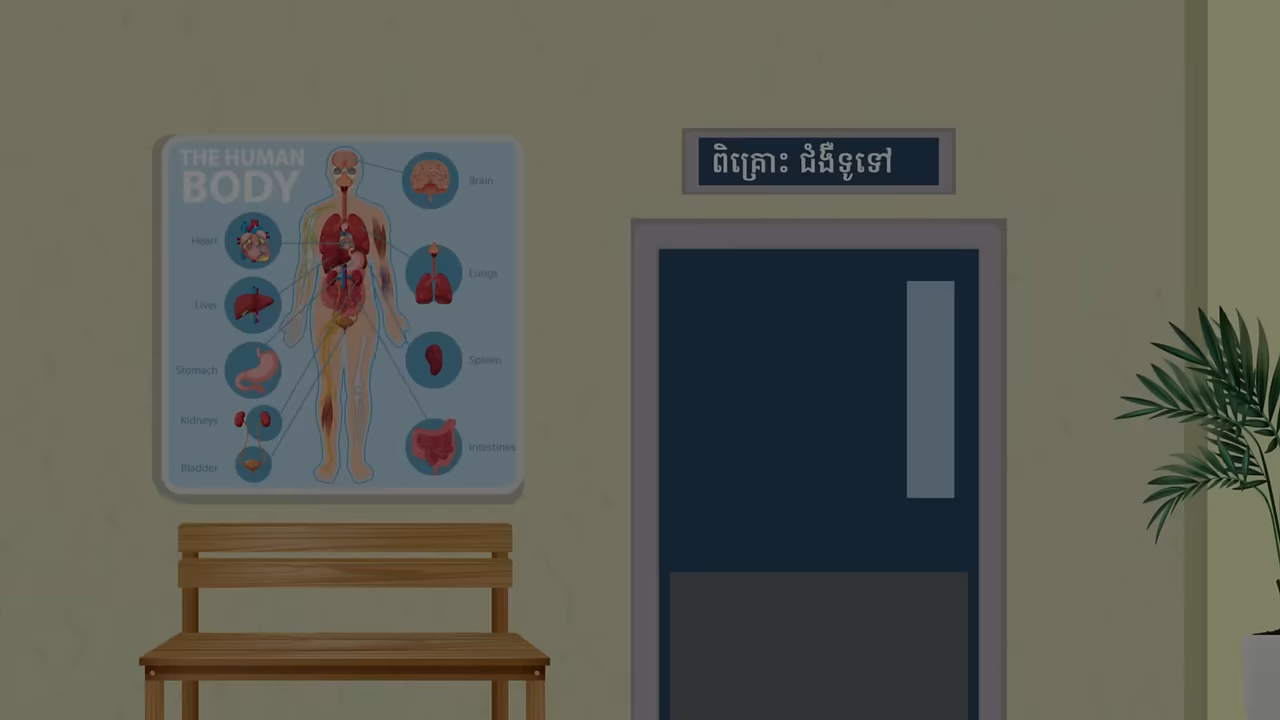 THE HUMAN
BODY
Brain
Heart
Lungs
Liver
Spleen
Stomach
Kidneys
Intestines
Bladder
ពិគ្រោះ ជំងឺទូទៅ